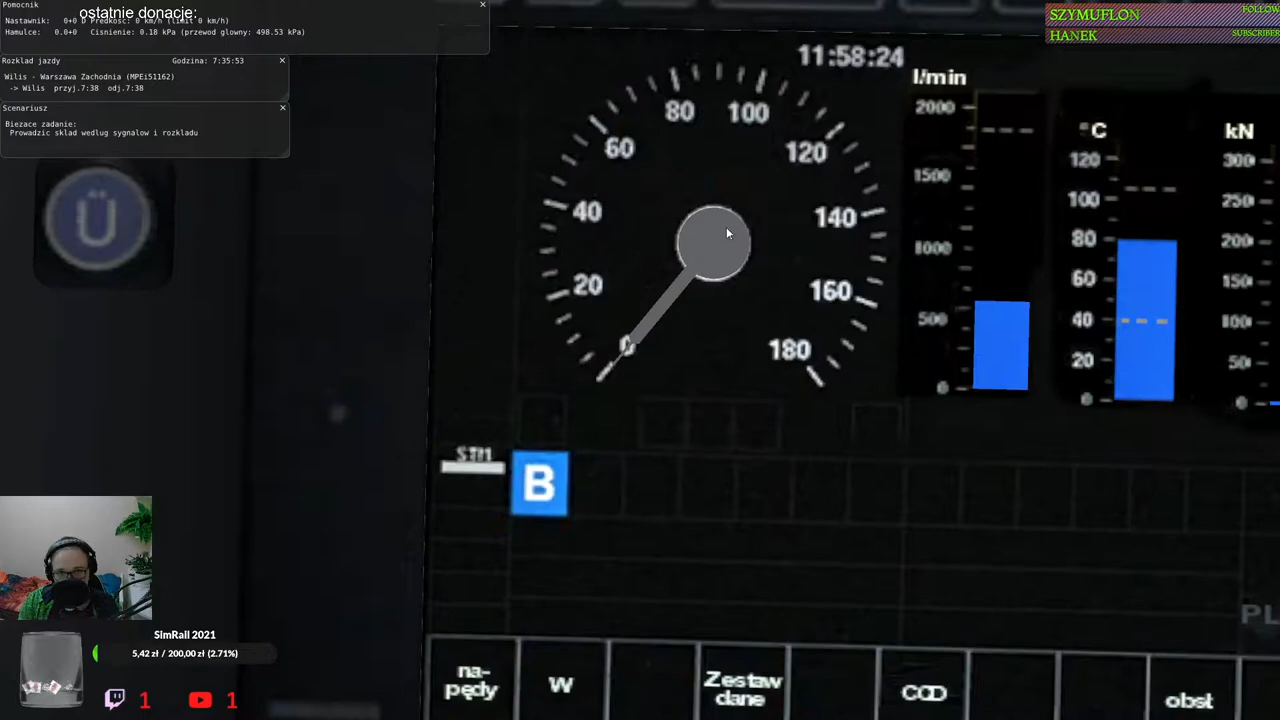 Pomocnik
ostatnie donacje:
Nastawnik: 0+0 D Predkosc: 0 km/h (limit 0 km/h)
Hamulce: 0.0+0 Cisnienie: 0.18 kPa (przewod glowny: 498.53 kPa)
Rozklad jazdy Godzina: 7:35:53
Wilis - Warszawa Zachodnia (MPEi51162)
-> Wilis przyj.7:38 odj.7:38
Scenariusz
Biezace zadanie:
Prowadzic sklad wedlug sygnalow i rozkladu
SZYMUFLON FOLLOW
HANEK SUBSCRIBER
11:58:24
Ü
0
20
40
60
80
100
120
140
160
180
l/min
2000
1500
1000
500
0
°C
120
100
80
60
40
20
0
kN
300
250
200
150
100
50
0
STM
B
PL
na-
pędy
W
Zestaw
dane
COD
obsł
SimRail 2021
5,42 zł / 200,00 zł (2.71%)
1
1